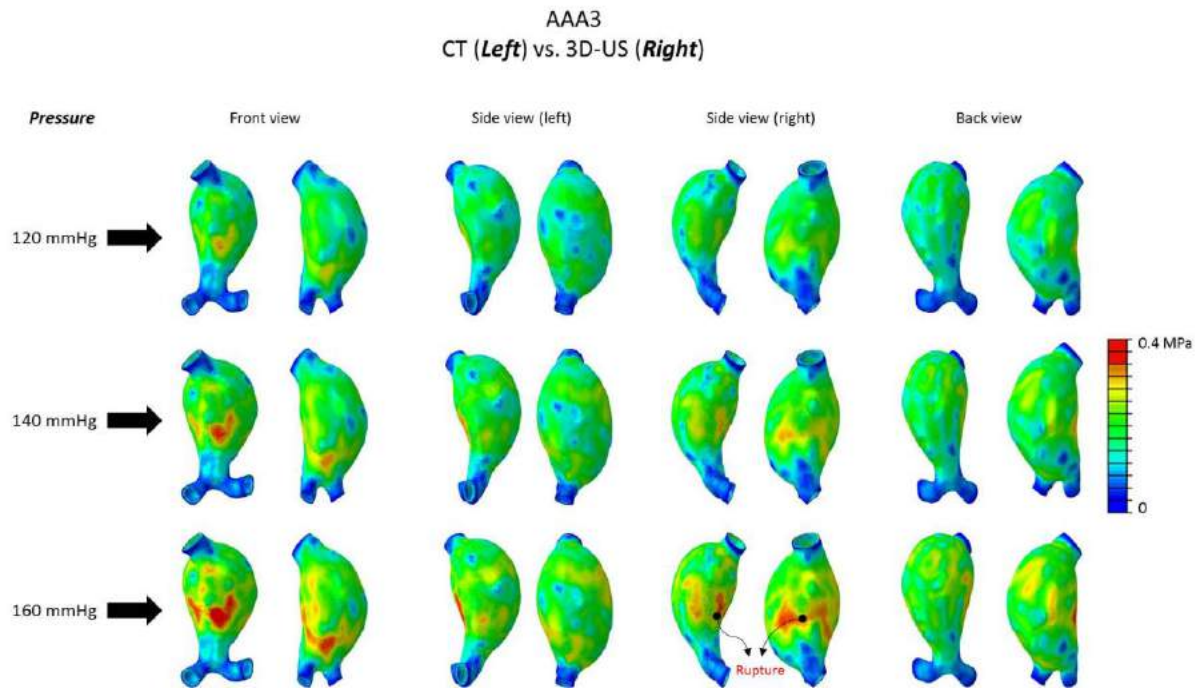 AAA3
CT (Left) vs. 3D-US (Right)
Pressure
Front view
Side view (left)
Side view (right)
Back view
120 mmHg
140 mmHg
0.4 MPa
0
160 mmHg
Rupture